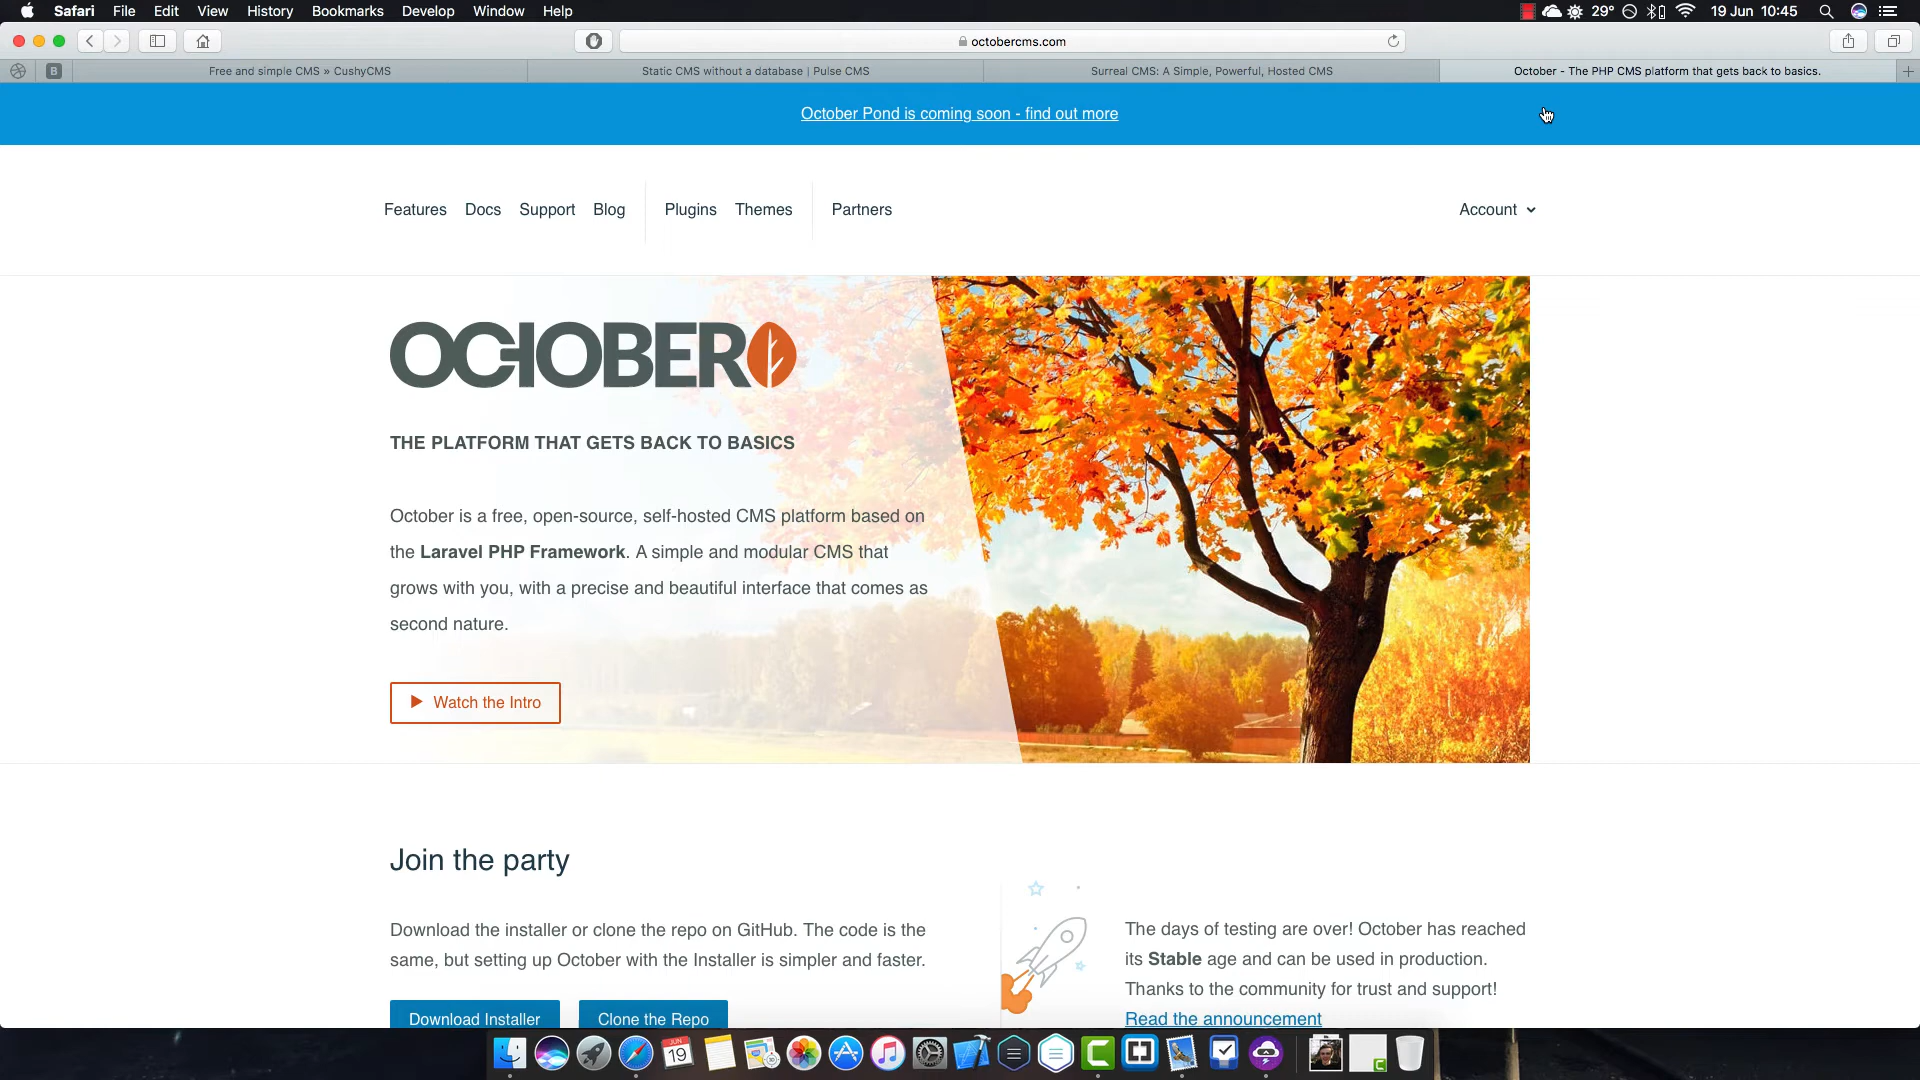 Safari File Edit View History Bookmarks Develop Window Help
29° 19 Jun 10:45
octobercms.com
B Free and simple CMS » CushyCMS Static CMS without a database | Pulse CMS Surreal CMS: A Simple, Powerful, Hosted CMS October - The PHP CMS platform that gets back to basics.
October Pond is coming soon - find out more
Features Docs Support Blog Plugins Themes Partners Account
OCTOBER
THE PLATFORM THAT GETS BACK TO BASICS
October is a free, open-source, self-hosted CMS platform based on
the Laravel PHP Framework. A simple and modular CMS that
grows with you, with a precise and beautiful interface that comes as
second nature.
Watch the Intro
Join the party
Download the installer or clone the repo on GitHub. The code is the
same, but setting up October with the Installer is simpler and faster.
Download Installer Clone the Repo
The days of testing are over! October has reached
its Stable age and can be used in production.
Thanks to the community for trust and support!
Read the announcement
JUN
19